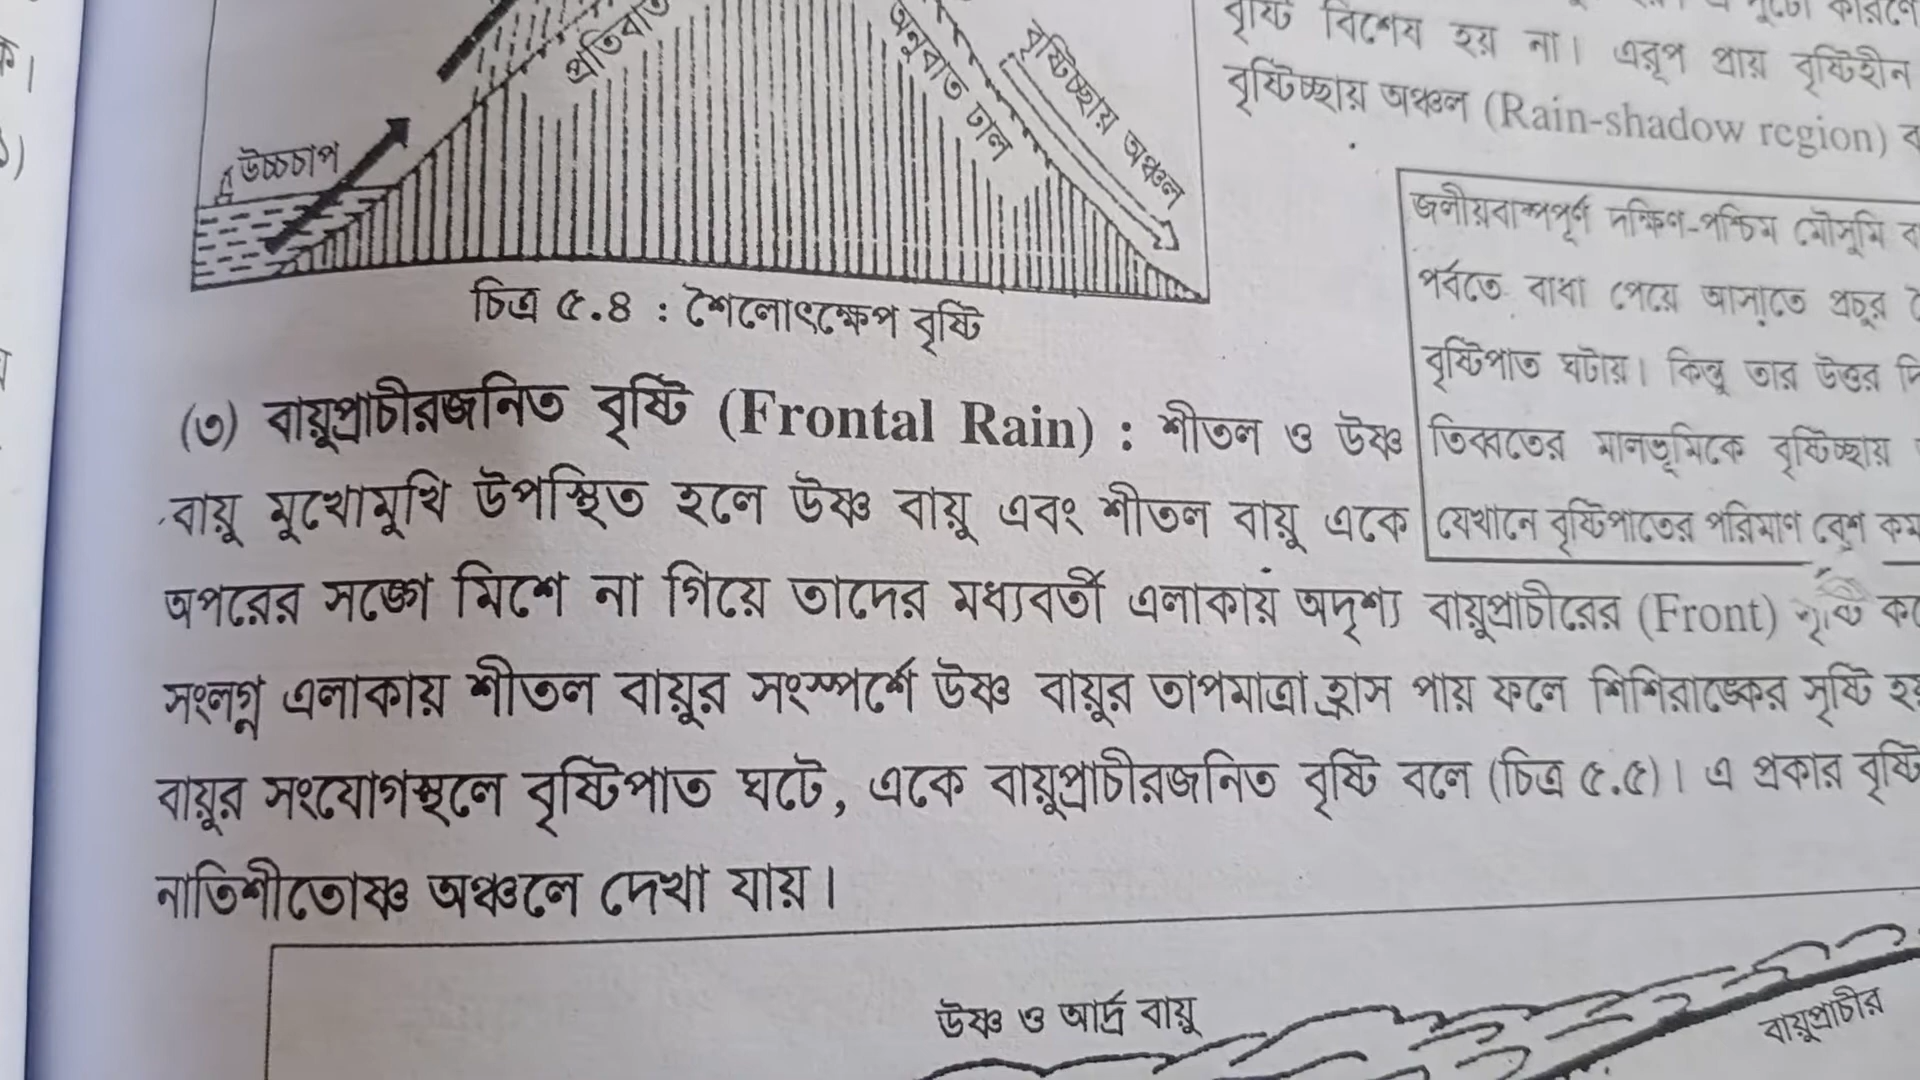 উচ্চচাপ
অনুবাত ঢাল
বৃষ্টিচ্ছায় অঞ্চল
চিত্র ৫.৪ : শৈলোৎক্ষেপ বৃষ্টি
বৃষ্টি বিশেষ হয় না। এরূপ প্রায় বৃষ্টিহীন
বৃষ্টিচ্ছায় অঞ্চল (Rain-shadow region)
জলীয়বাষ্পপূর্ণ দক্ষিণ-পশ্চিম মৌসুমি
পর্বতে বাধা পেয়ে আসাতে প্রচুর
বৃষ্টিপাত ঘটায়। কিন্তু তার উত্তর
তিব্বতের মালভূমিকে বৃষ্টিচ্ছায়
যেখানে বৃষ্টিপাতের পরিমাণ বেশ কম
(৩) বায়ুপ্রাচীরজনিত বৃষ্টি (Frontal Rain) : শীতল ও উষ্ণ
বায়ু মুখোমুখি উপস্থিত হলে উষ্ণ বায়ু এবং শীতল বায়ু একে
অপরের সঙ্গে মিশে না গিয়ে তাদের মধ্যবর্তী এলাকায় অদৃশ্য বায়ুপ্রাচীরের (Front) সৃষ্টি
সংলগ্ন এলাকায় শীতল বায়ুর সংস্পর্শে উষ্ণ বায়ুর তাপমাত্রা হ্রাস পায় ফলে শিশিরাঙ্কের সৃষ্টি
বায়ুর সংযোগস্থলে বৃষ্টিপাত ঘটে, একে বায়ুপ্রাচীরজনিত বৃষ্টি বলে (চিত্র ৫.৫)। এ প্রকার বৃষ্টি
নাতিশীতোষ্ণ অঞ্চলে দেখা যায়।
উষ্ণ ও আর্দ্র বায়ু
বায়ুপ্রাচীর